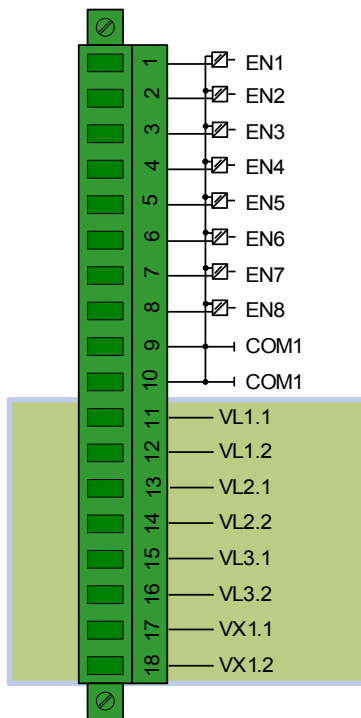 1 EN1
2 EN2
3 EN3
4 EN4
5 EN5
6 EN6
7 EN7
8 EN8
9 COM1
10 COM1
11 VL1.1
12 VL1.2
13 VL2.1
14 VL2.2
15 VL3.1
16 VL3.2
17 VX1.1
18 VX1.2